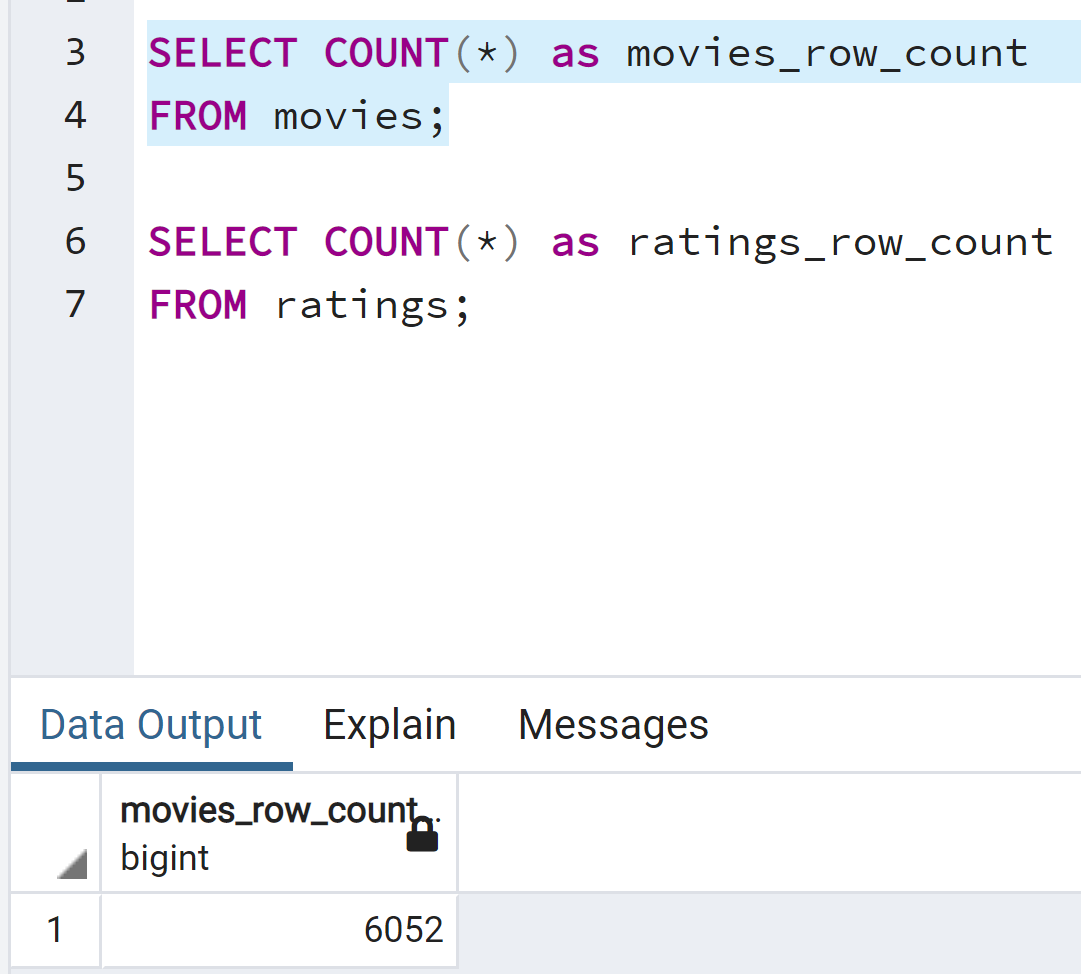 3 SELECT COUNT(*) as movies_row_count
4 FROM movies;
5
6 SELECT COUNT(*) as ratings_row_count
7 FROM ratings;
Data Output Explain Messages
movies_row_count...
bigint
1 6052